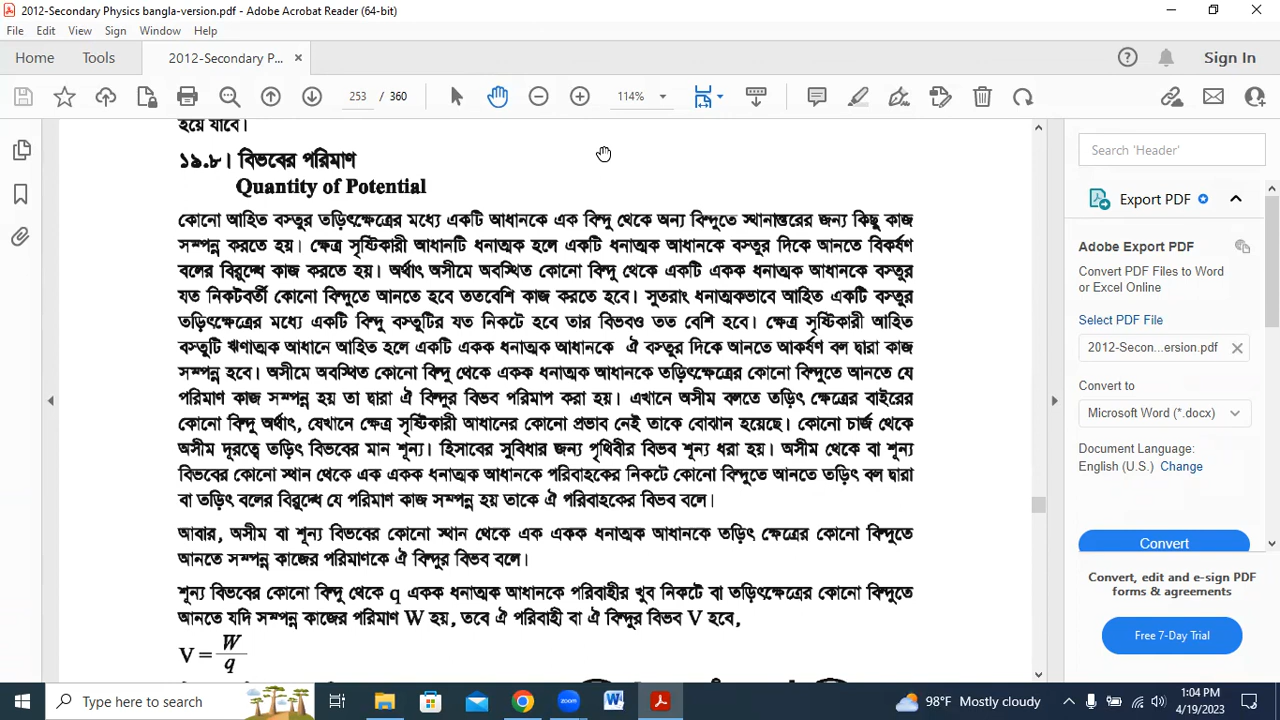 2012-Secondary Physics bangla-version.pdf - Adobe Acrobat Reader (64-bit)
File Edit View Sign Window Help
Home Tools 2012-Secondary P... Sign In
253 / 360 114%
হয়ে যাবে।
১৯.৮। বিভবের পরিমাণ
Quantity of Potential
কোনো আহিত বস্তুর তড়িৎক্ষেত্রের মধ্যে একটি আধানকে এক বিন্দু থেকে অন্য বিন্দুতে স্থানান্তরের জন্য কিছু কাজ
সম্পন্ন করতে হয়। ক্ষেত্র সৃষ্টিকারী আধানটি ধনাত্মক হলে একটি ধনাত্মক আধানকে বস্তুর দিকে আনতে বিকর্ষণ
বলের বিরুদ্ধে কাজ করতে হয়। অর্থাৎ অসীমে অবস্থিত কোনো বিন্দু থেকে একটি একক ধনাত্মক আধানকে বস্তুর
যত নিকটবর্তী কোনো বিন্দুতে আনতে হবে ততবেশি কাজ করতে হবে। সুতরাং ধনাত্মকভাবে আহিত একটি বস্তুর
তড়িৎক্ষেত্রের মধ্যে একটি বিন্দু বস্তুটির যত নিকটে হবে তার বিভবও তত বেশি হবে। ক্ষেত্র সৃষ্টিকারী আহিত
বস্তুটি ঋণাত্মক আধানে আহিত হলে একটি একক ধনাত্মক আধানকে ঐ বস্তুর দিকে আনতে আকর্ষণ বল দ্বারা কাজ
সম্পন্ন হবে। অসীমে অবস্থিত কোনো বিন্দু থেকে একক ধনাত্মক আধানকে তড়িৎক্ষেত্রের কোনো বিন্দুতে আনতে যে
পরিমাণ কাজ সম্পন্ন হয় তা দ্বারা ঐ বিন্দুর বিভব পরিমাপ করা হয়। এখানে অসীম বলতে তড়িৎ ক্ষেত্রের বাইরের
কোনো বিন্দু অর্থাৎ, যেখানে ক্ষেত্র সৃষ্টিকারী আধানের কোনো প্রভাব নেই তাকে বোঝান হয়েছে। কোনো চার্জ থেকে
অসীম দূরত্বে তড়িৎ বিভবের মান শূন্য। হিসাবের সুবিধার জন্য পৃথিবীর বিভব শূন্য ধরা হয়। অসীম থেকে বা শূন্য
বিভবের কোনো স্থান থেকে এক একক ধনাত্মক আধানকে পরিবাহকের নিকটে কোনো বিন্দুতে আনতে তড়িৎ বল দ্বারা
বা তড়িৎ বলের বিরুদ্ধে যে পরিমাণ কাজ সম্পন্ন হয় তাকে ঐ পরিবাহকের বিভব বলে।
আবার, অসীম বা শূন্য বিভবের কোনো স্থান থেকে এক একক ধনাত্মক আধানকে তড়িৎ ক্ষেত্রের কোনো বিন্দুতে
আনতে সম্পন্ন কাজের পরিমাণকে ঐ বিন্দুর বিভব বলে।
শূন্য বিভবের কোনো বিন্দু থেকে q একক ধনাত্মক আধানকে পরিবাহীর খুব নিকটে বা তড়িৎক্ষেত্রের কোনো বিন্দুতে
আনতে যদি সম্পন্ন কাজের পরিমাণ W হয়, তবে ঐ পরিবাহী বা ঐ বিন্দুর বিভব V হবে,
V = W/q
Search 'Header'
Export PDF
Adobe Export PDF
Convert PDF Files to Word
or Excel Online
Select PDF File
2012-Secon...ersion.pdf
Convert to
Microsoft Word (*.docx)
Document Language:
English (U.S.) Change
Convert
Convert, edit and e-sign PDF
forms & agreements
Free 7-Day Trial
Type here to search
zoom
98°F Mostly cloudy
1:04 PM
4/19/2023